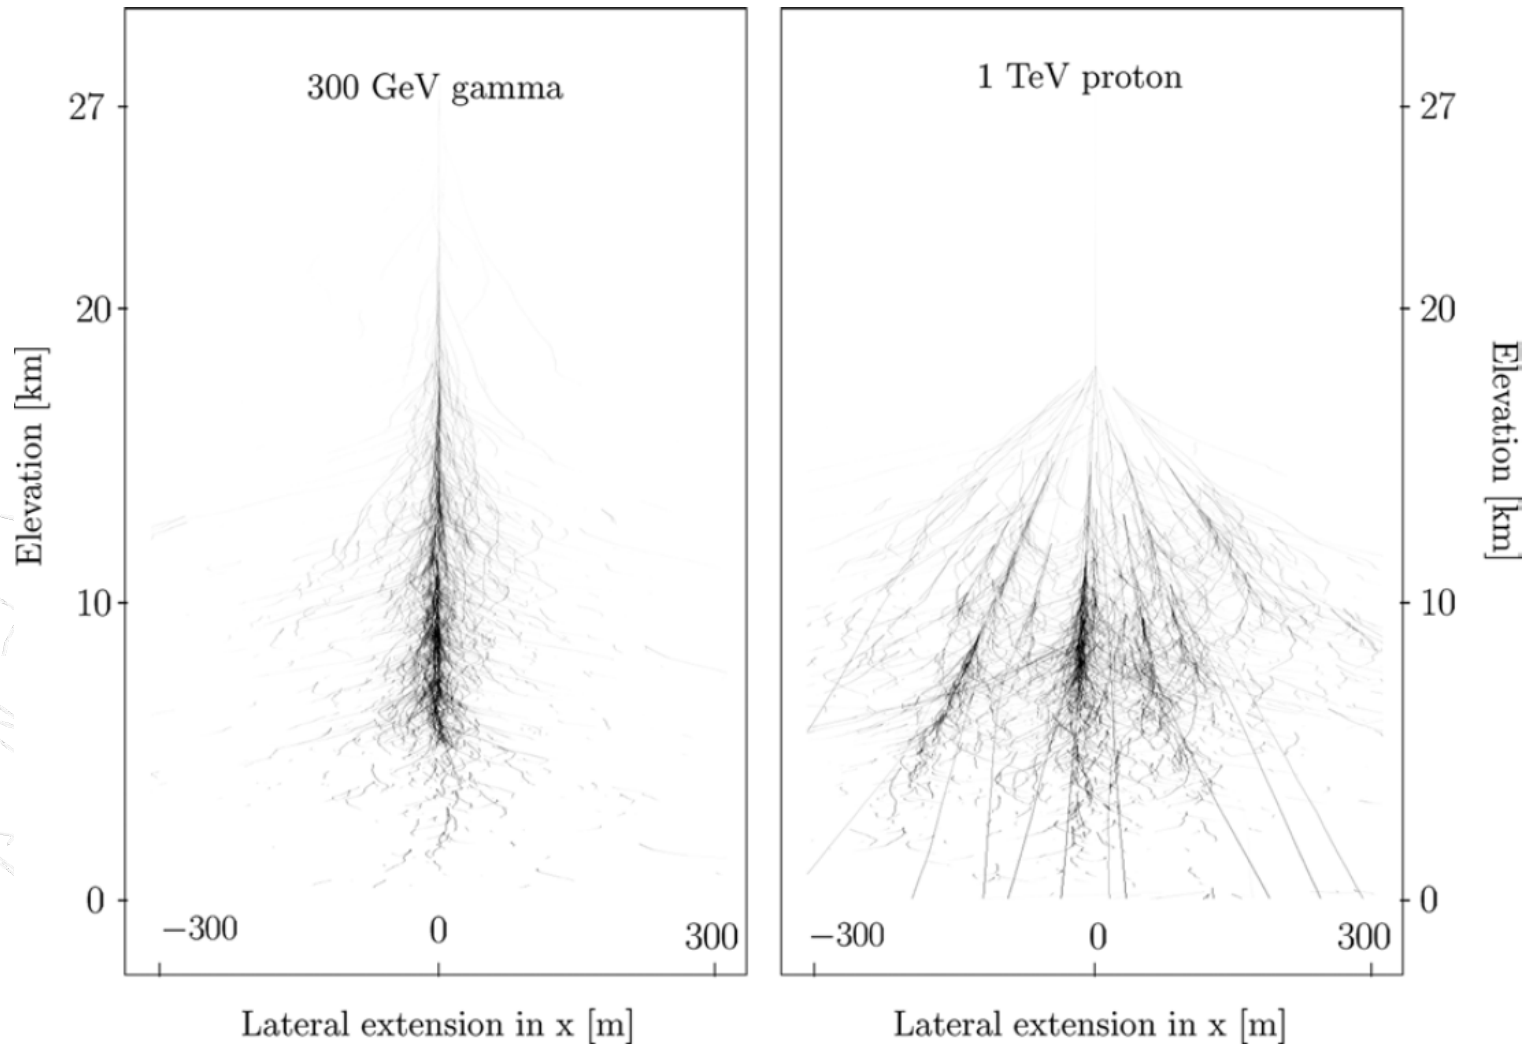 300 GeV gamma
27
20
10
0
Elevation [km]
−300 0 300
Lateral extension in x [m]
1 TeV proton
27
20
10
0
Elevation [km]
−300 0 300
Lateral extension in x [m]